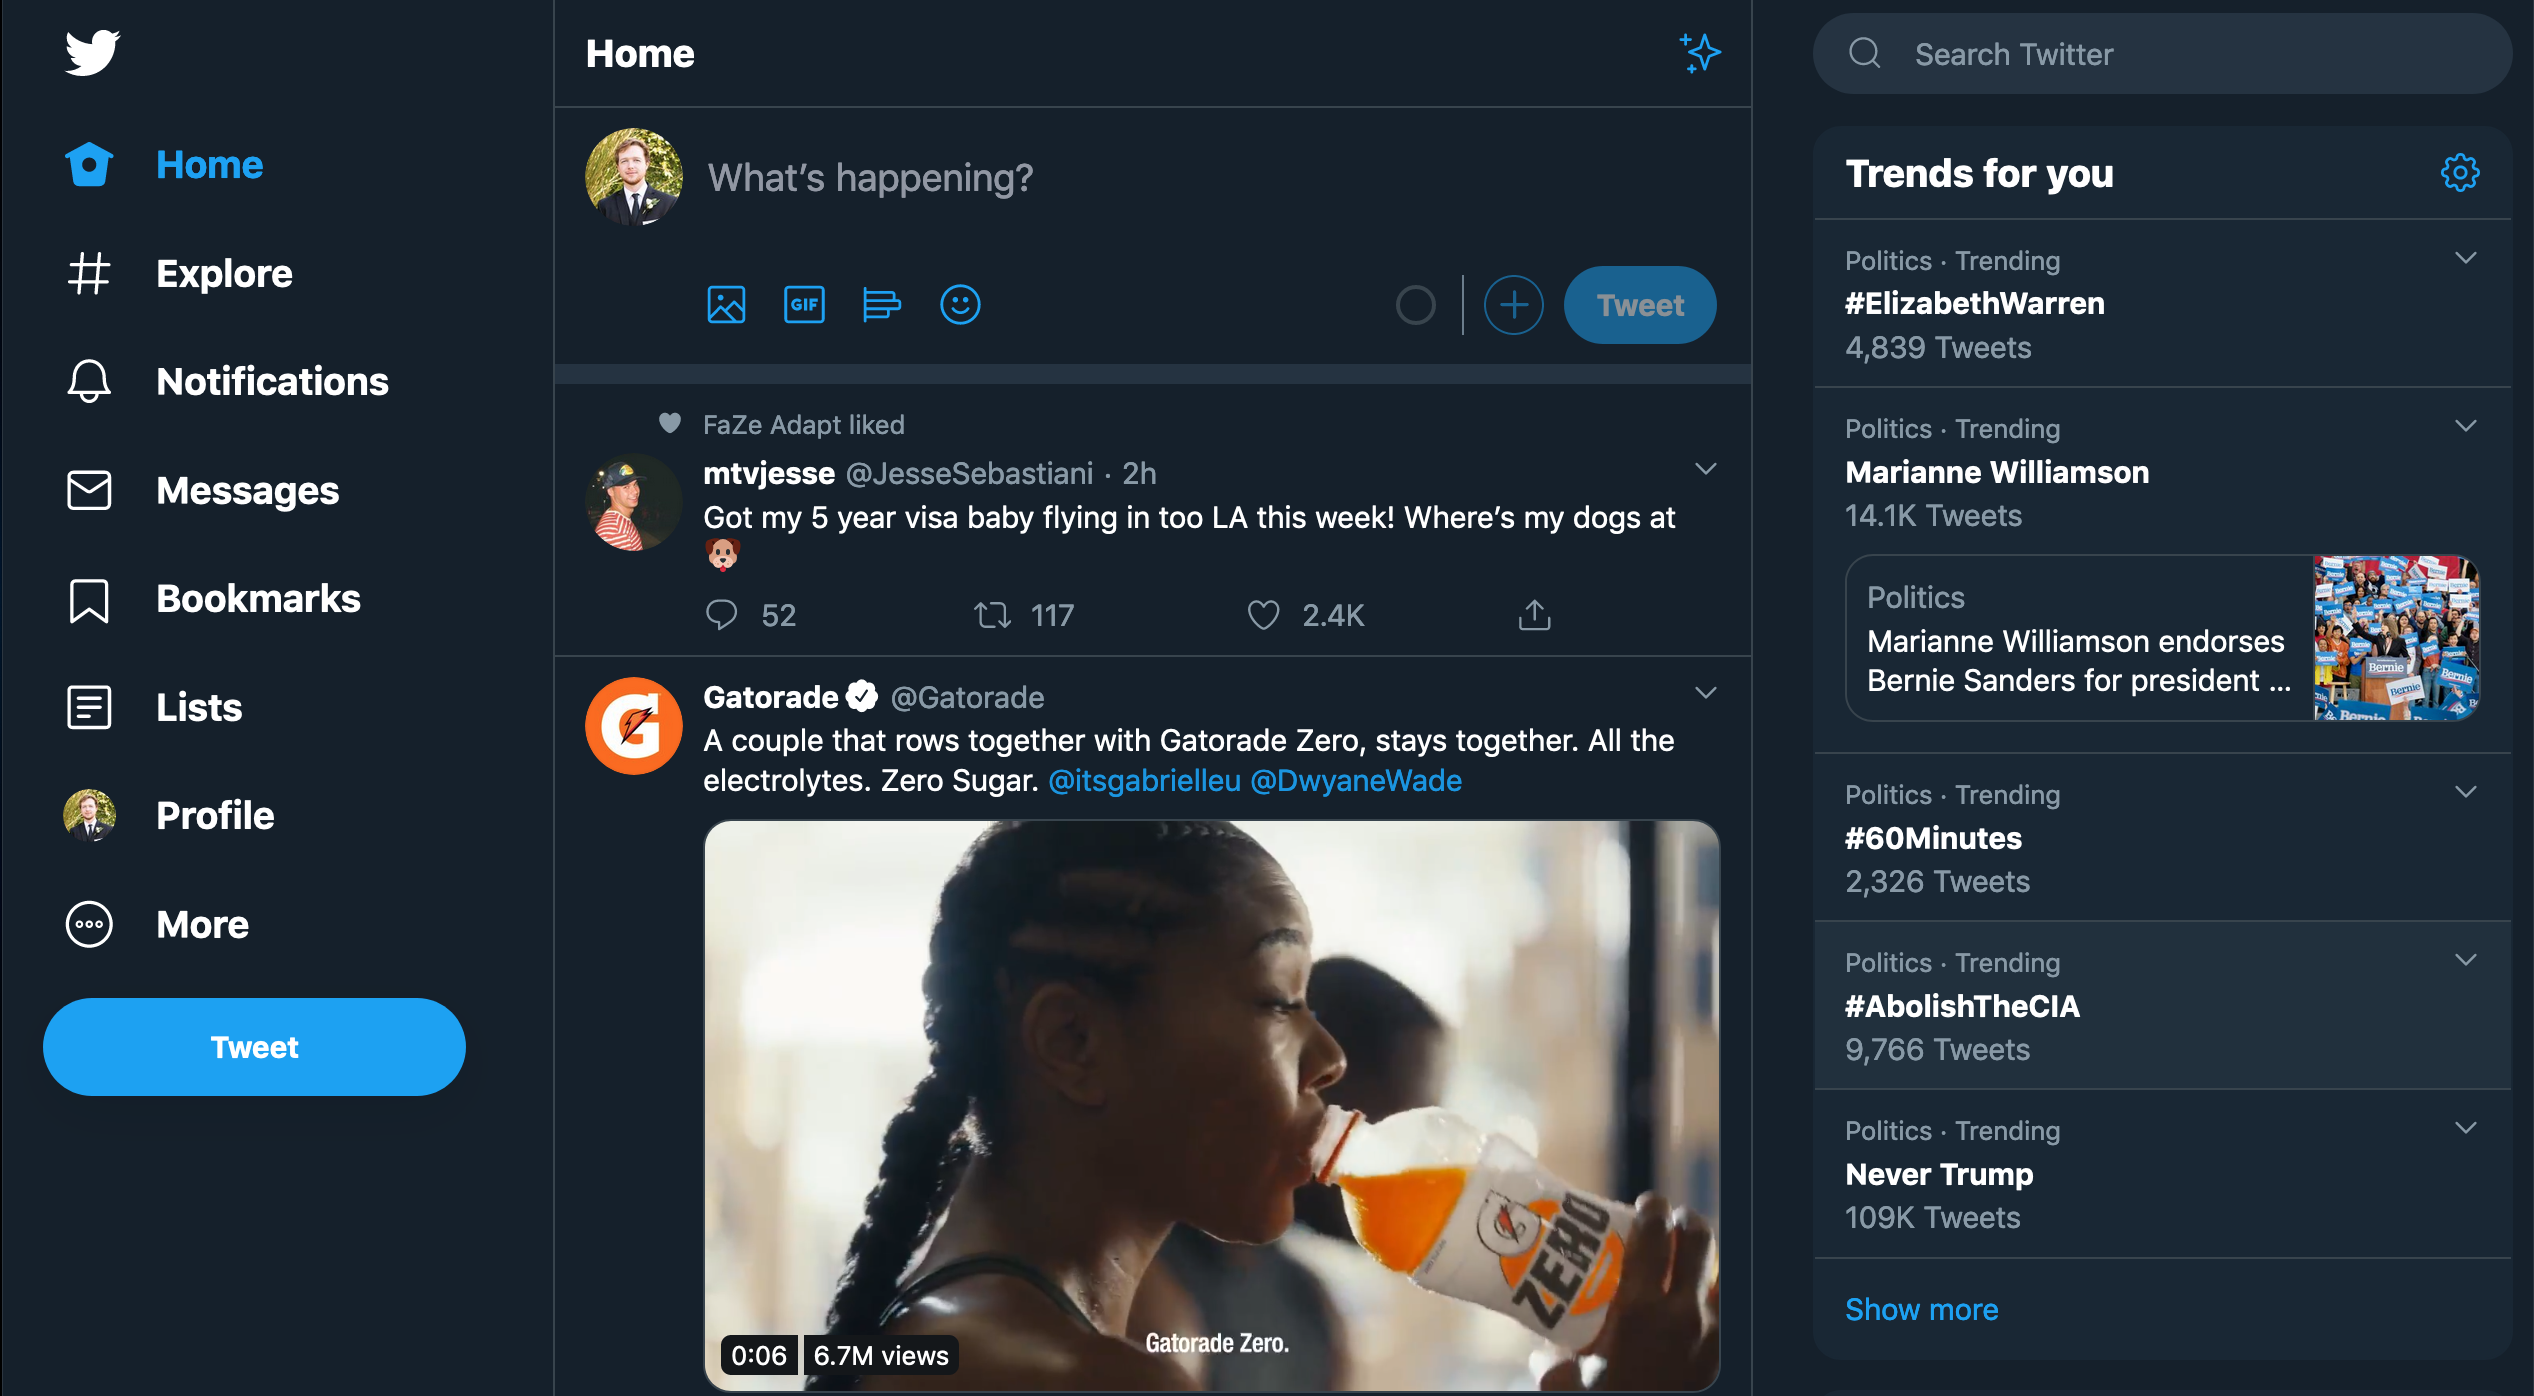 Home
Explore
Notifications
Messages
Bookmarks
Lists
Profile
More
Tweet
Home
What's happening?
GIF
Tweet
FaZe Adapt liked
mtvjesse @JesseSebastiani · 2h
Got my 5 year visa baby flying in too LA this week! Where's my dogs at
🐶
52 117 2.4K
Gatorade @Gatorade
A couple that rows together with Gatorade Zero, stays together. All the
electrolytes. Zero Sugar. @itsgabrielleu @DwyaneWade
G
ZERO
Gatorade Zero.
0:06 6.7M views
Search Twitter
Trends for you
Politics · Trending
#ElizabethWarren
4,839 Tweets
Politics · Trending
Marianne Williamson
14.1K Tweets
Politics
Marianne Williamson endorses
Bernie Sanders for president ...
Bernie
Bernie
Bernie
Bernie
Politics · Trending
#60Minutes
2,326 Tweets
Politics · Trending
#AbolishTheCIA
9,766 Tweets
Politics · Trending
Never Trump
109K Tweets
Show more